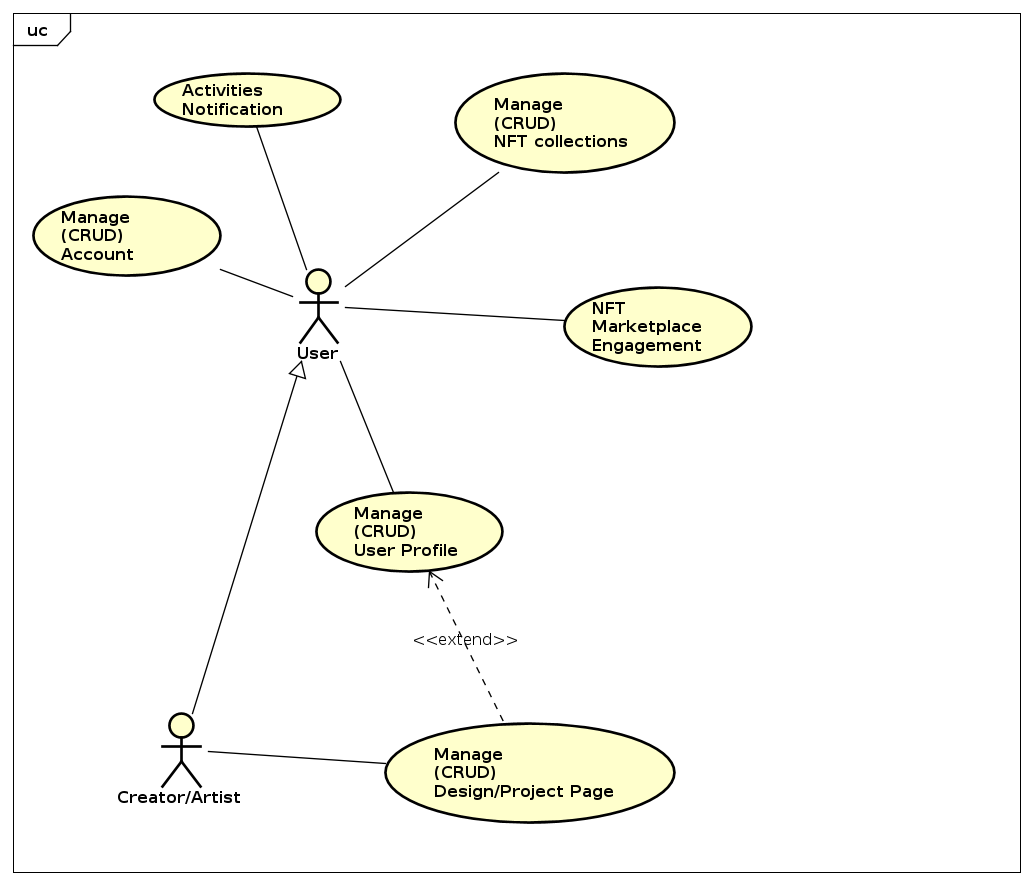 uc
Activities
Notification
Manage
(CRUD)
NFT collections
Manage
(CRUD)
Account
NFT
Marketplace
Engagement
User
Manage
(CRUD)
User Profile
<<extend>>
Manage
(CRUD)
Design/Project Page
Creator/Artist